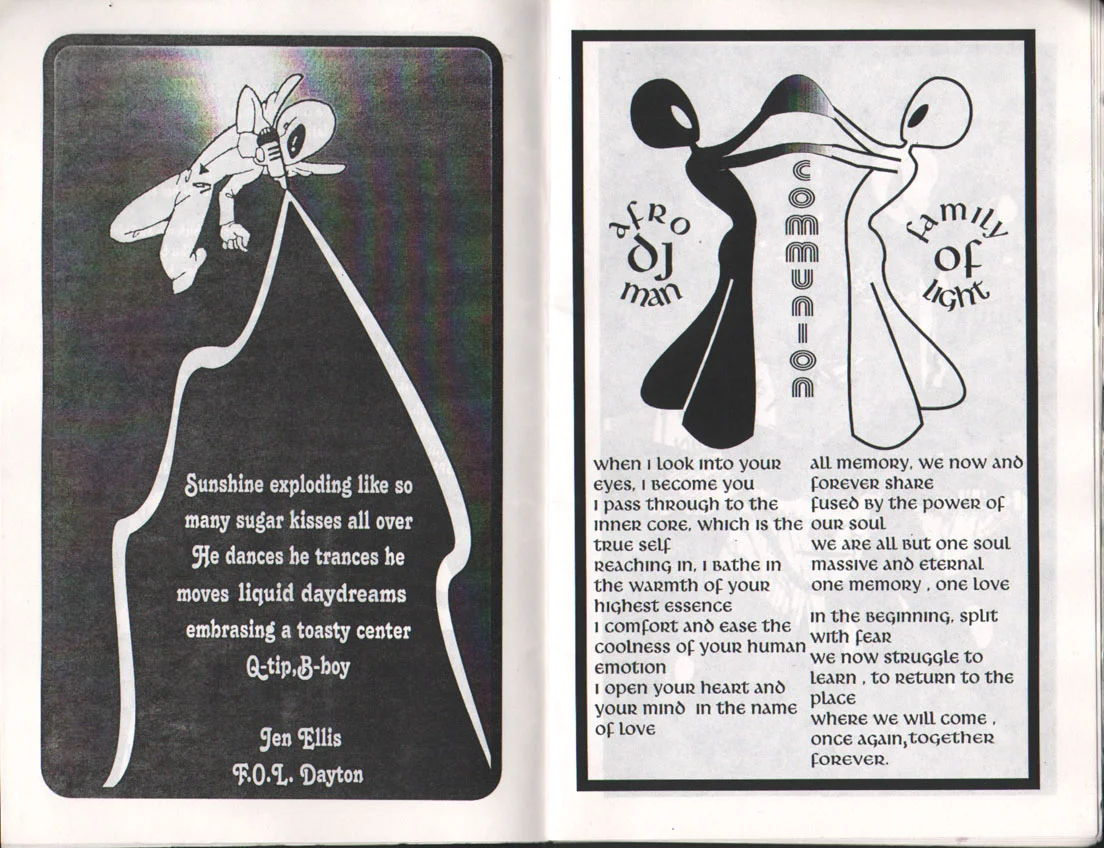 Sunshine exploding like so
many sugar kisses all over
He dances he trances he
moves liquid daydreams
embrasing a toasty center
Q-tip,B-boy
Jen Ellis
F.O.L. Dayton
COMMUNION
afro
DJ
man
family
of
light
when I look into your
eyes, I become you
I pass through to the
inner core, which is the
true self
reaching in, I bathe in
the warmth of your
highest essence
I comfort and ease the
coolness of your human
emotion
I open your heart and
your mind in the name
of love
all memory, we now and
forever share
fused by the power of
our soul
we are all but one soul
massive and eternal
one memory , one love
in the beginning, split
with fear
we now struggle to
learn , to return to the
place
where we will come ,
once again,together
forever.